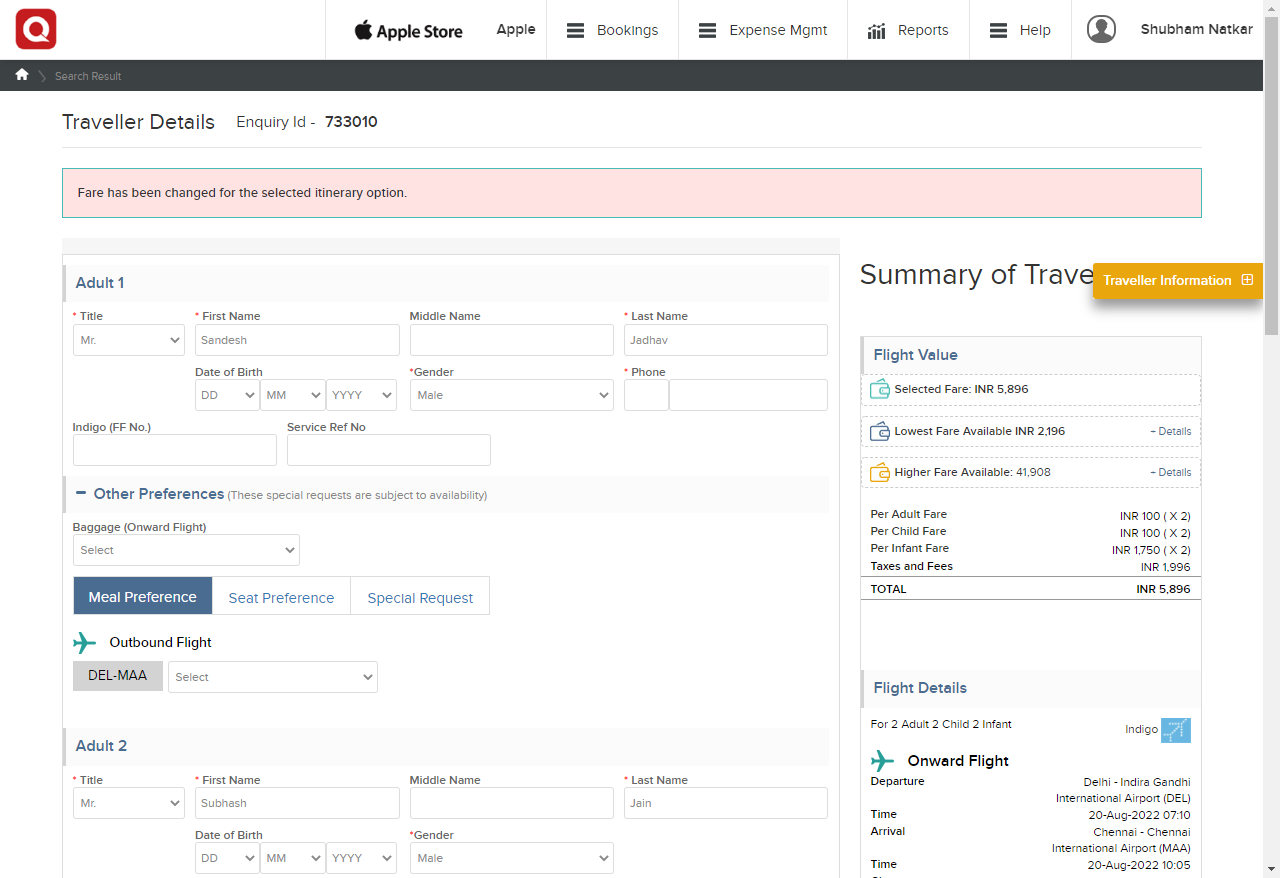 Apple Store
Apple
Bookings
Expense Mgmt
Reports
Help
Shubham Natkar
Search Result
Traveller Details
Enquiry Id - 733010
Fare has been changed for the selected itinerary option.
Adult 1
* Title
* First Name
Middle Name
* Last Name
Mr.
Sandesh
Jadhav
Date of Birth
*Gender
* Phone
DD
MM
YYYY
Male
Indigo (FF No.)
Service Ref No
Other Preferences (These special requests are subject to availability)
Baggage (Onward Flight)
Select
Meal Preference
Seat Preference
Special Request
Outbound Flight
DEL-MAA
Select
Adult 2
* Title
* First Name
Middle Name
* Last Name
Mr.
Subhash
Jain
Date of Birth
*Gender
DD
MM
YYYY
Male
Summary of Trave
Traveller Information
Flight Value
Selected Fare: INR 5,896
Lowest Fare Available INR 2,196
+ Details
Higher Fare Available: 41,908
+ Details
Per Adult Fare INR 100 ( X 2)
Per Child Fare INR 100 ( X 2)
Per Infant Fare INR 1,750 ( X 2)
Taxes and Fees INR 1,996
TOTAL INR 5,896
Flight Details
For 2 Adult 2 Child 2 Infant
Indigo
Onward Flight
Departure Delhi - Indira Gandhi
International Airport (DEL)
Time 20-Aug-2022 07:10
Arrival Chennai - Chennai
International Airport (MAA)
Time 20-Aug-2022 10:05